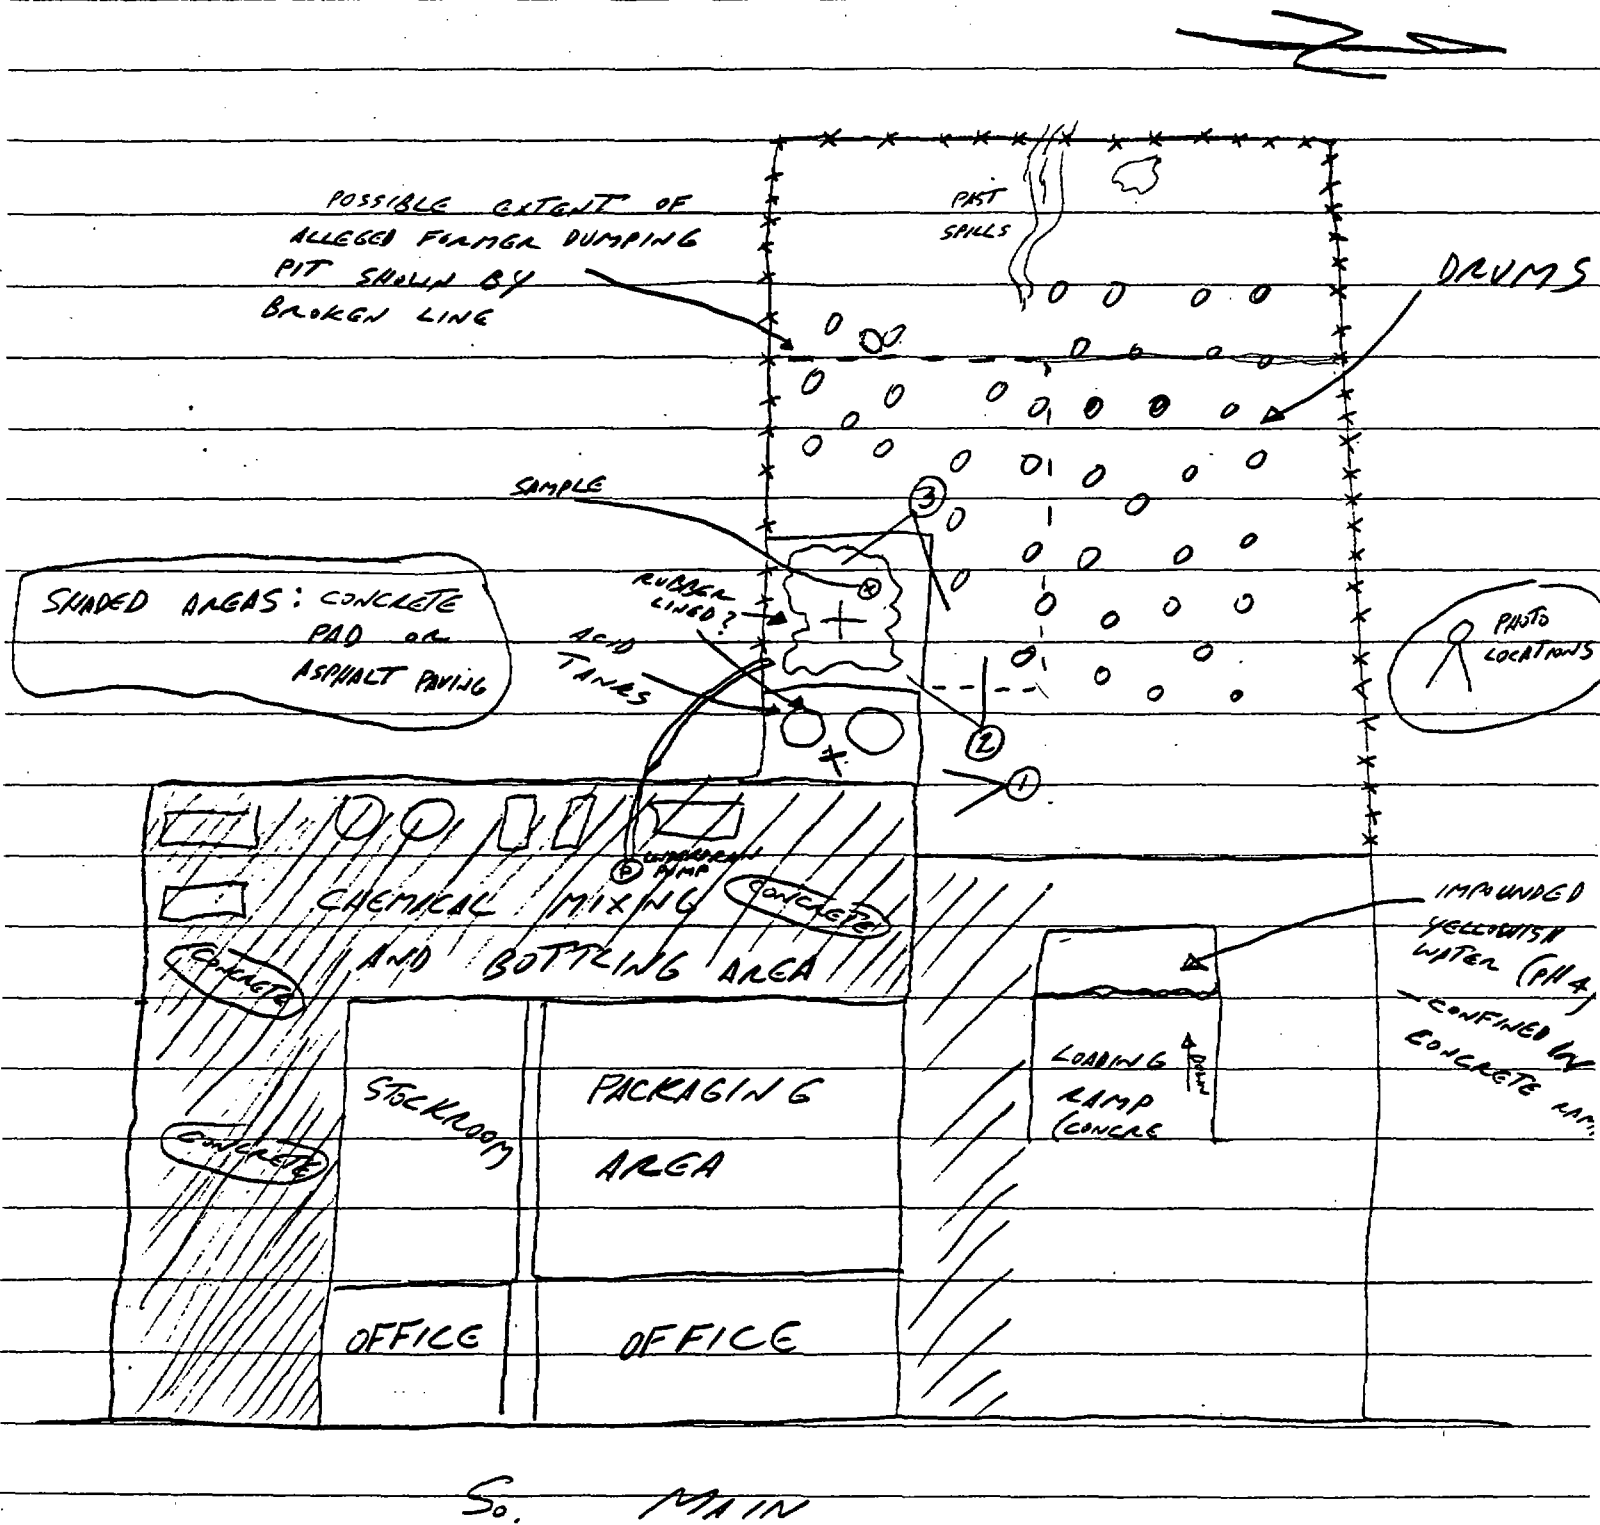 N
POSSIBLE EXTENT OF
ALLEGED FORMER DUMPING
PIT SHOWN BY
BROKEN LINE
PAST
SPILLS
DRUMS
SAMPLE
3
SHADED AREAS: CONCRETE
PAD OR
ASPHALT PAVING
RUBBER
LINED?
ACID
TANKS
PHOTO
LOCATIONS
2
1
PUMP
CHEMICAL MIXING
CONCRETE
AND BOTTLING AREA
CONCRETE
IMPOUNDED
YELLOWISH
WATER (PH 4)
- CONFINED BY
CONCRETE RAMP
STOCKROOM
PACKAGING
AREA
LOADING
RAMP
(CONCRE
DOWN
CONCRETE
OFFICE
OFFICE
So. MAIN